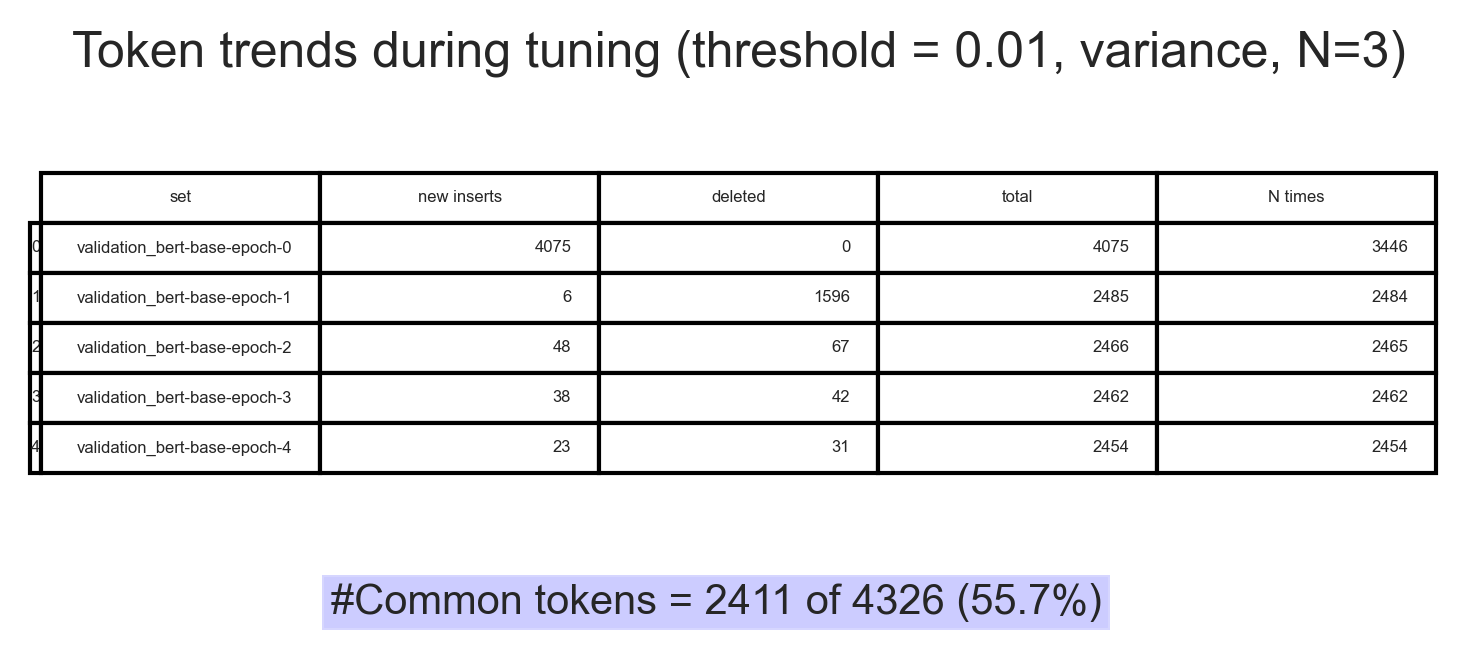 Token trends during tuning (threshold = 0.01, variance, N=3)
set new inserts deleted total N times
0 validation_bert-base-epoch-0 4075 0 4075 3446
1 validation_bert-base-epoch-1 6 1596 2485 2484
2 validation_bert-base-epoch-2 48 67 2466 2465
3 validation_bert-base-epoch-3 38 42 2462 2462
4 validation_bert-base-epoch-4 23 31 2454 2454
#Common tokens = 2411 of 4326 (55.7%)